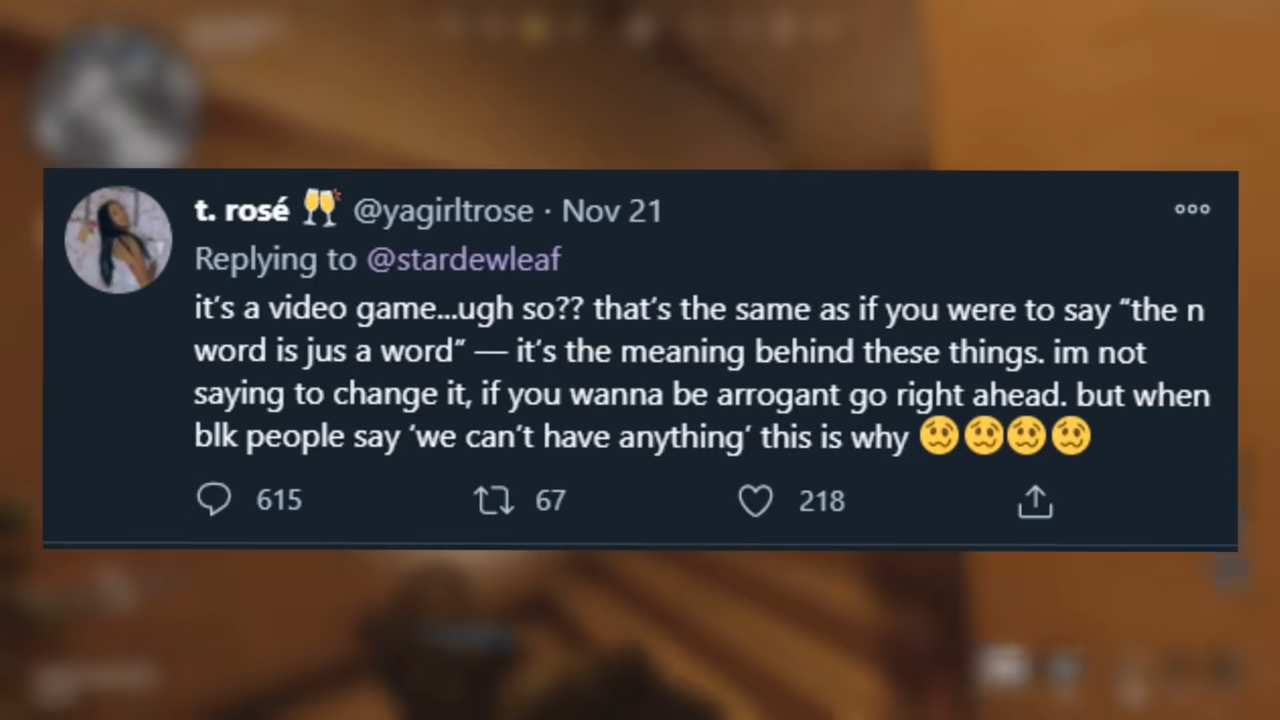 t. rosé 🥂 @yagirltrose · Nov 21
Replying to @stardewleaf
it's a video game...ugh so?? that's the same as if you were to say “the n
word is jus a word” — it's the meaning behind these things. im not
saying to change it, if you wanna be arrogant go right ahead. but when
blk people say ‘we can't have anything’ this is why 🥴🥴🥴🥴
615 67 218